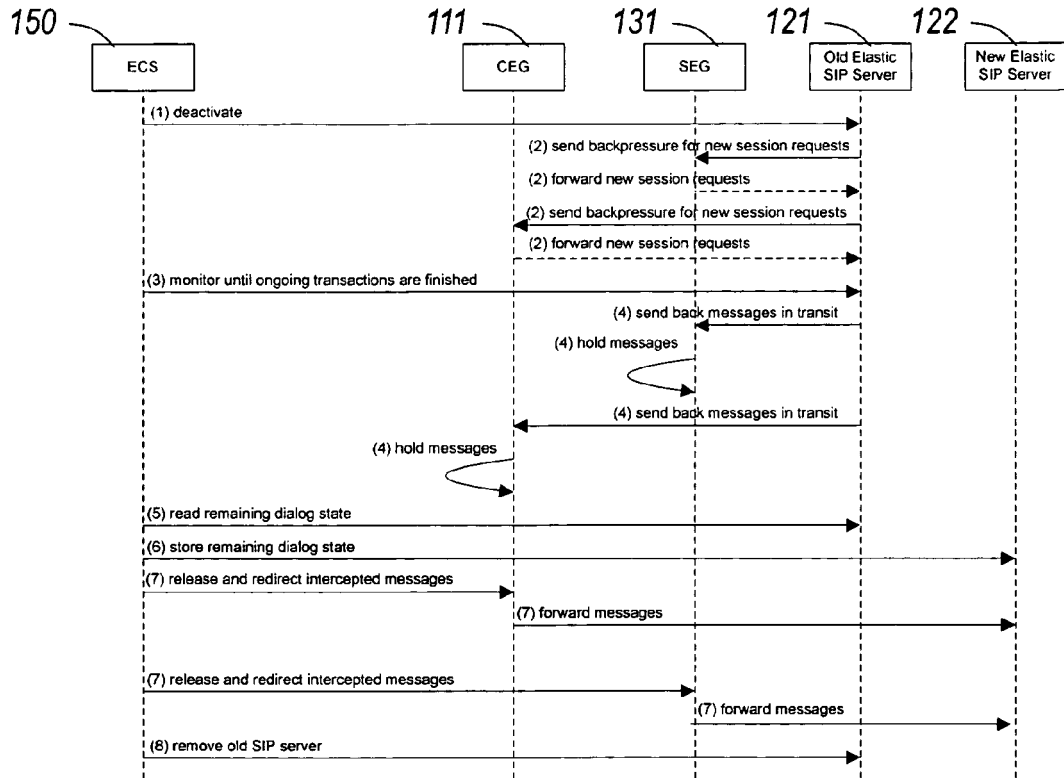 150
111
131
121
122
ECS
CEG
SEG
Old Elastic
SIP Server
New Elastic
SIP Server
(1) deactivate
(2) send backpressure for new session requests
(2) forward new session requests
(2) send backpressure for new session requests
(2) forward new session requests
(3) monitor until ongoing transactions are finished
(4) send back messages in transit
(4) hold messages
(4) send back messages in transit
(4) hold messages
(5) read remaining dialog state
(6) store remaining dialog state
(7) release and redirect intercepted messages
(7) forward messages
(7) release and redirect intercepted messages
(7) forward messages
(8) remove old SIP server